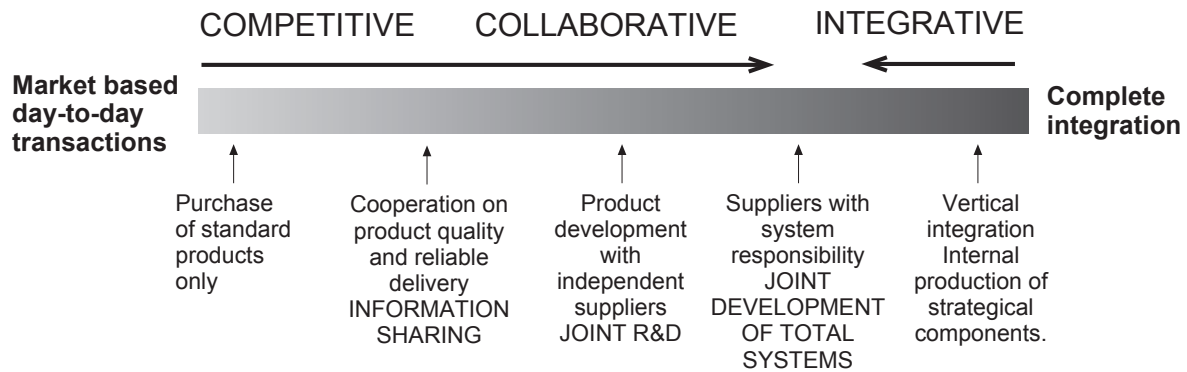 COMPETITIVE COLLABORATIVE INTEGRATIVE
Market based
day-to-day
transactions
Complete
integration
Purchase
of standard
products
only
Cooperation on
product quality
and reliable
delivery
INFORMATION
SHARING
Product
development
with
independent
suppliers
JOINT R&D
Suppliers with
system
responsibility
JOINT
DEVELOPMENT
OF TOTAL
SYSTEMS
Vertical
integration
Internal
production of
strategical
components.